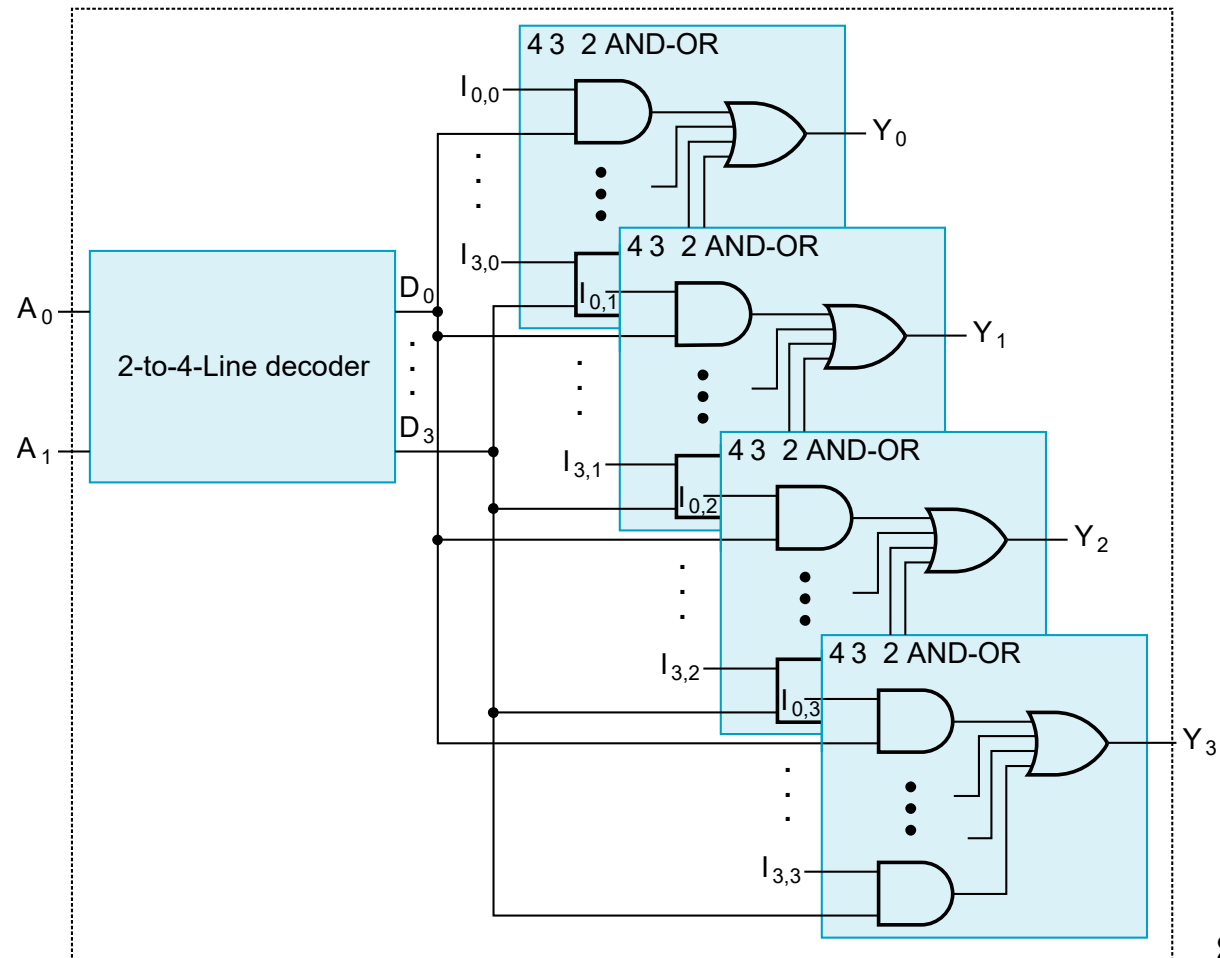 4 3 2 AND-OR
I0,0
Y0
I3,0
4 3 2 AND-OR
I0,1
Y1
A0
D0
2-to-4-Line decoder
D3
A1
I3,1
4 3 2 AND-OR
I0,2
Y2
I3,2
4 3 2 AND-OR
I0,3
Y3
I3,3